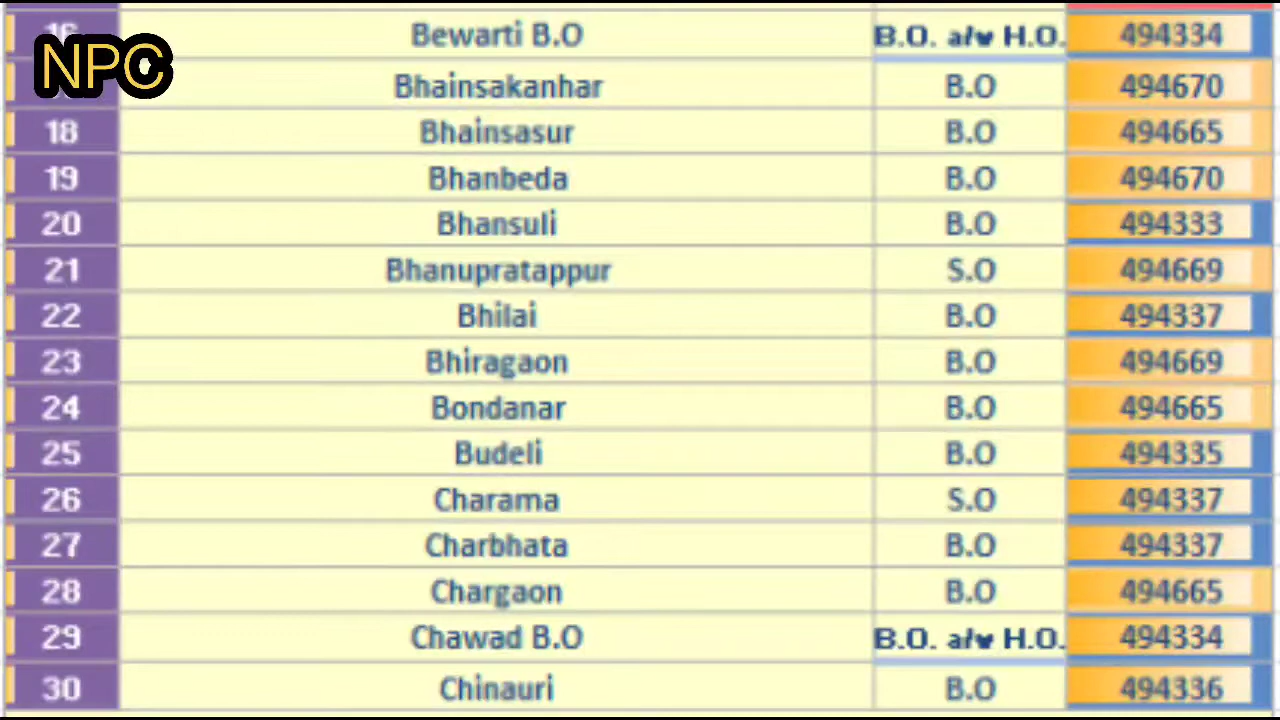 16 Bewarti B.O B.O. a/w H.O. 494334
NPC
Bhainsakanhar B.O 494670
18 Bhainsasur B.O 494665
19 Bhanbeda B.O 494670
20 Bhansuli B.O 494333
21 Bhanupratappur S.O 494669
22 Bhilai B.O 494337
23 Bhiragaon B.O 494669
24 Bondanar B.O 494665
25 Budeli B.O 494335
26 Charama S.O 494337
27 Charbhata B.O 494337
28 Chargaon B.O 494665
29 Chawad B.O B.O. a/w H.O. 494334
30 Chinauri B.O 494336